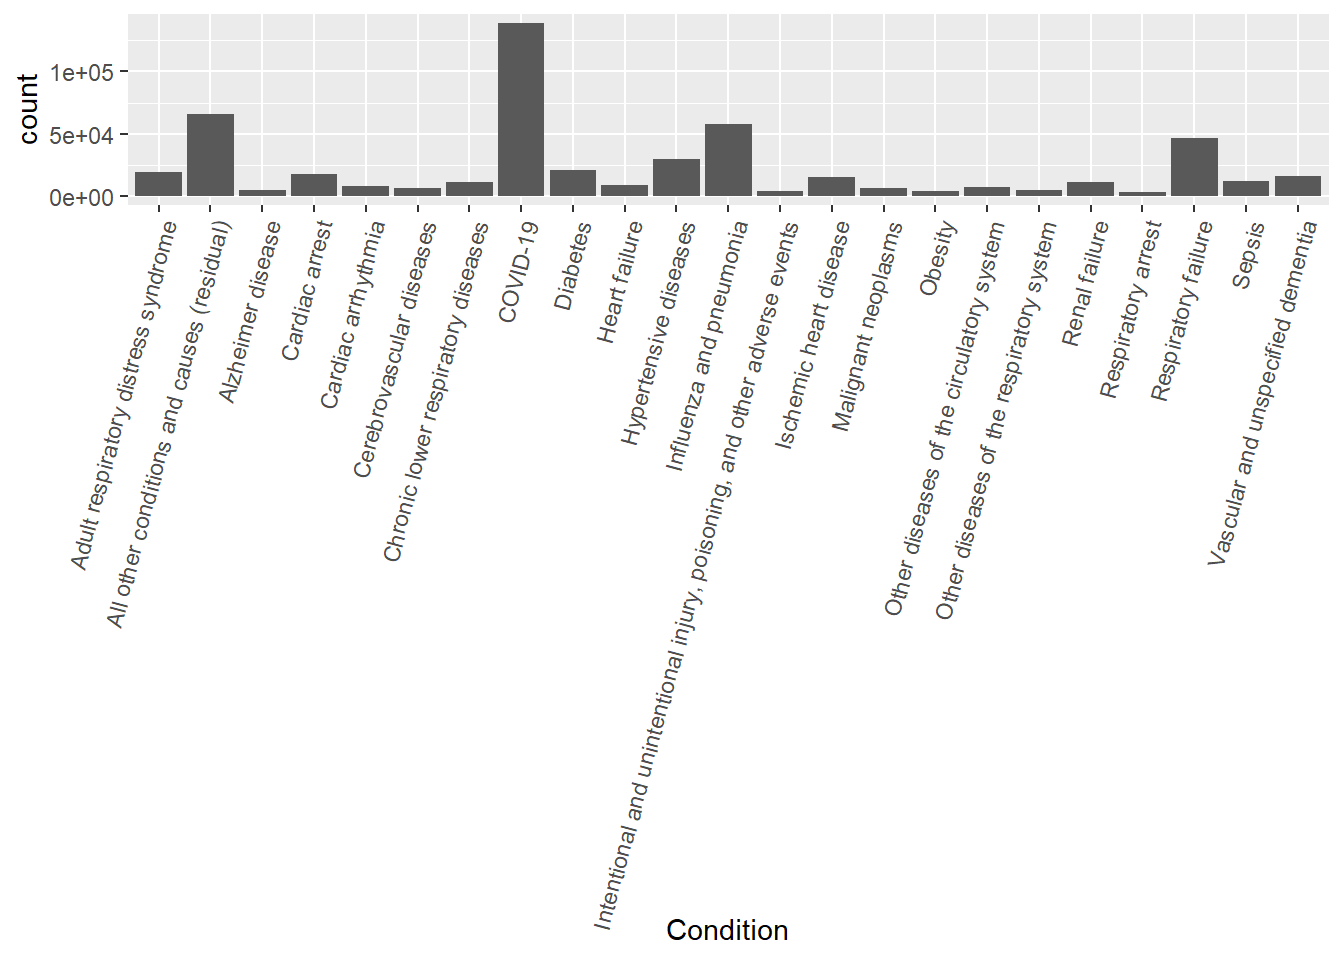 count
1e+05
5e+04
0e+00
Adult respiratory distress syndrome
All other conditions and causes (residual)
Alzheimer disease
Cardiac arrest
Cardiac arrhythmia
Cerebrovascular diseases
Chronic lower respiratory diseases
COVID-19
Diabetes
Heart failure
Hypertensive diseases
Influenza and pneumonia
Intentional and unintentional injury, poisoning, and other adverse events
Ischemic heart disease
Malignant neoplasms
Obesity
Other diseases of the circulatory system
Other diseases of the respiratory system
Renal failure
Respiratory arrest
Respiratory failure
Sepsis
Vascular and unspecified dementia
Condition